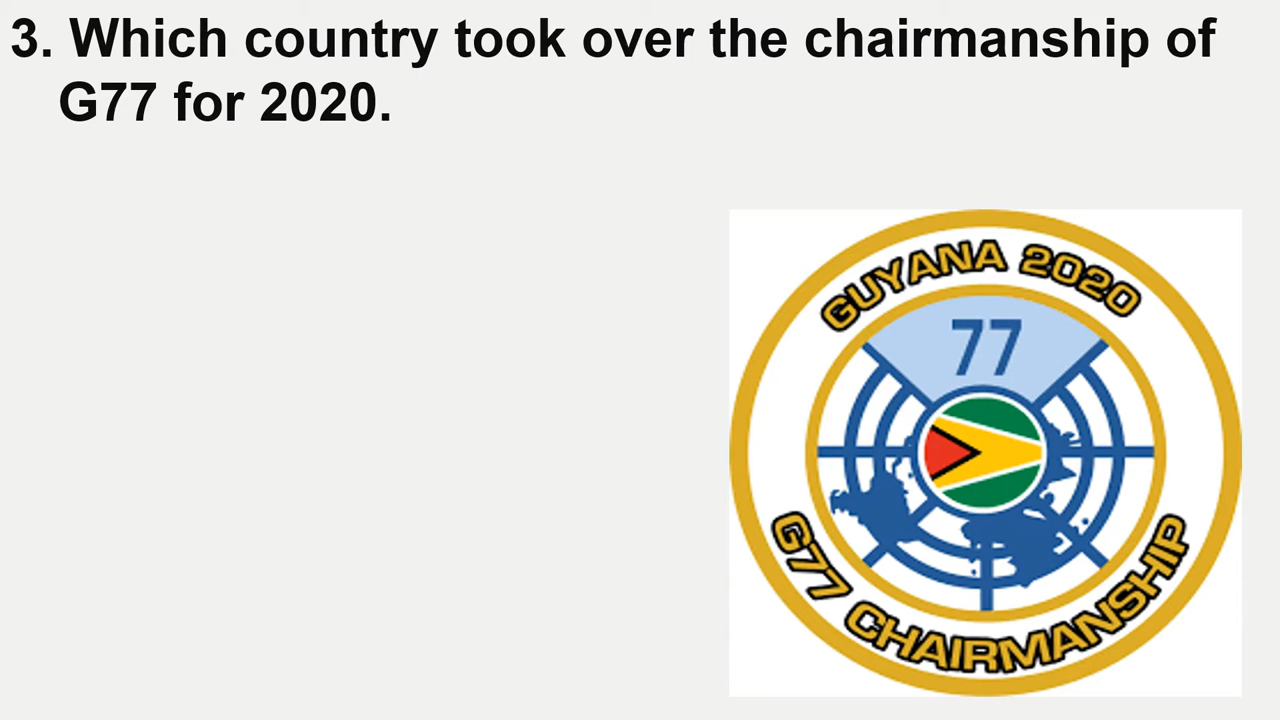 3. Which country took over the chairmanship of
G77 for 2020.
GUYANA 2020
77
G77 CHAIRMANSHIP